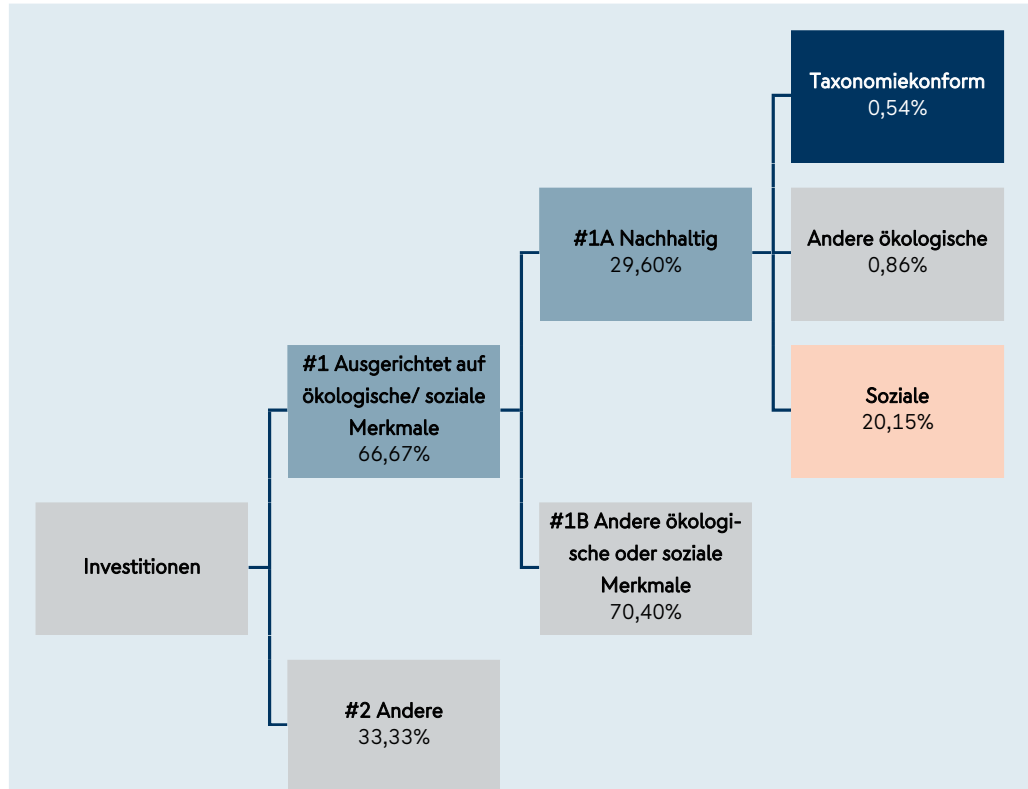 Taxonomiekonform
0,54%
#1A Nachhaltig
29,60%
Andere ökologische
0,86%
#1 Ausgerichtet auf
ökologische/ soziale
Merkmale
66,67%
Soziale
20,15%
Investitionen
#1B Andere ökologi-
sche oder soziale
Merkmale
70,40%
#2 Andere
33,33%